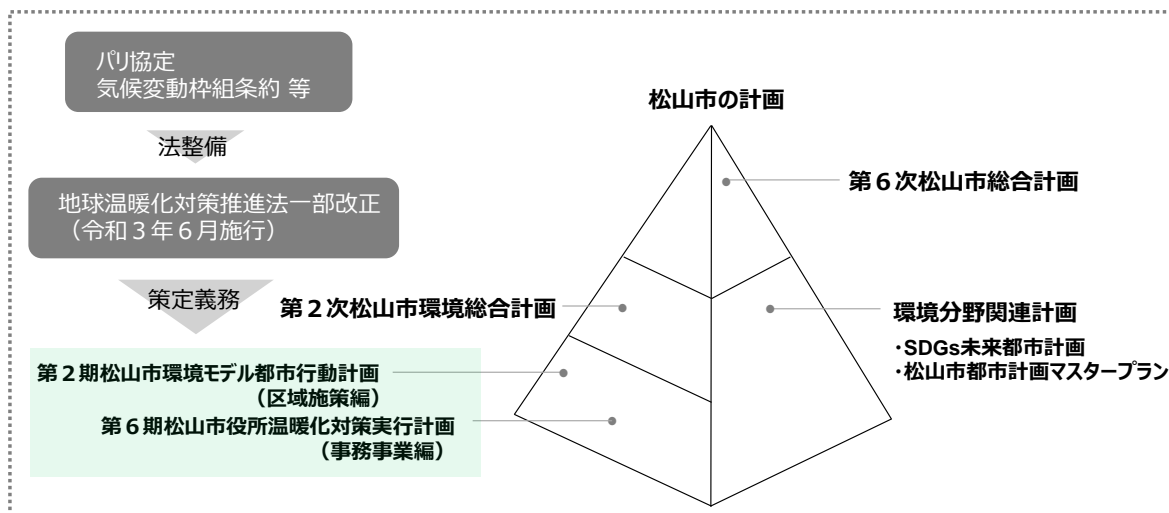 パリ協定
気候変動枠組条約 等
法整備
地球温暖化対策推進法一部改正
（令和３年６月施行）
策定義務
第２期松山市環境モデル都市行動計画
（区域施策編）
第６期松山市役所温暖化対策実行計画
（事務事業編）
松山市の計画
第６次松山市総合計画
第２次松山市環境総合計画
環境分野関連計画
・SDGs未来都市計画
・松山市都市計画マスタープラン